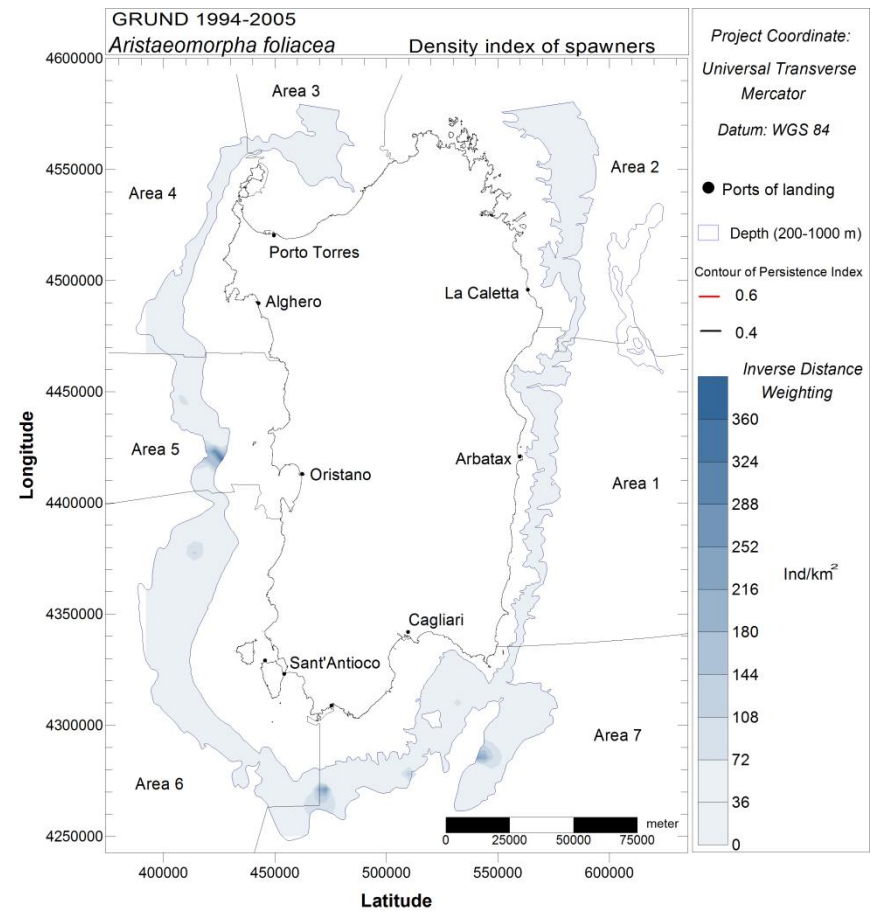 GRUND 1994-2005
Aristaeomorpha foliacea Density index of spawners
4600000
4550000
4500000
4450000
4400000
4350000
4300000
4250000
Longitude
400000 450000 500000 550000 600000
Latitude
Area 3
Area 2
Area 4
Porto Torres
Alghero
La Caletta
Area 5
Oristano
Arbatax
Area 1
Cagliari
Sant'Antioco
Area 7
Area 6
meter
0 25000 50000 75000
Project Coordinate:
Universal Transverse
Mercator
Datum: WGS 84
Ports of landing
Depth (200-1000 m)
Contour of Persistence Index
0.6
0.4
Inverse Distance
Weighting
360
324
288
252
216
180
144
108
72
36
0
Ind/km²